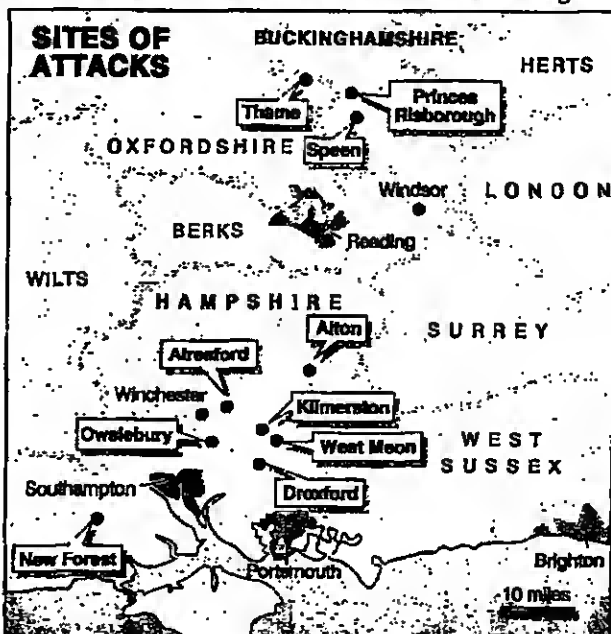 SITES OF
ATTACKS
BUCKINGHAMSHIRE
HERTS
Thame
Princes
Risborough
OXFORDSHIRE
Speen
Windsor
LONDON
BERKS
Reading
WILTS
HAMPSHIRE
Alton
SURREY
Alresford
Winchester
Kilmerston
Owslebury
West Meon
WEST
SUSSEX
Droxford
Southampton
New Forest
Portsmouth
Brighton
10 miles